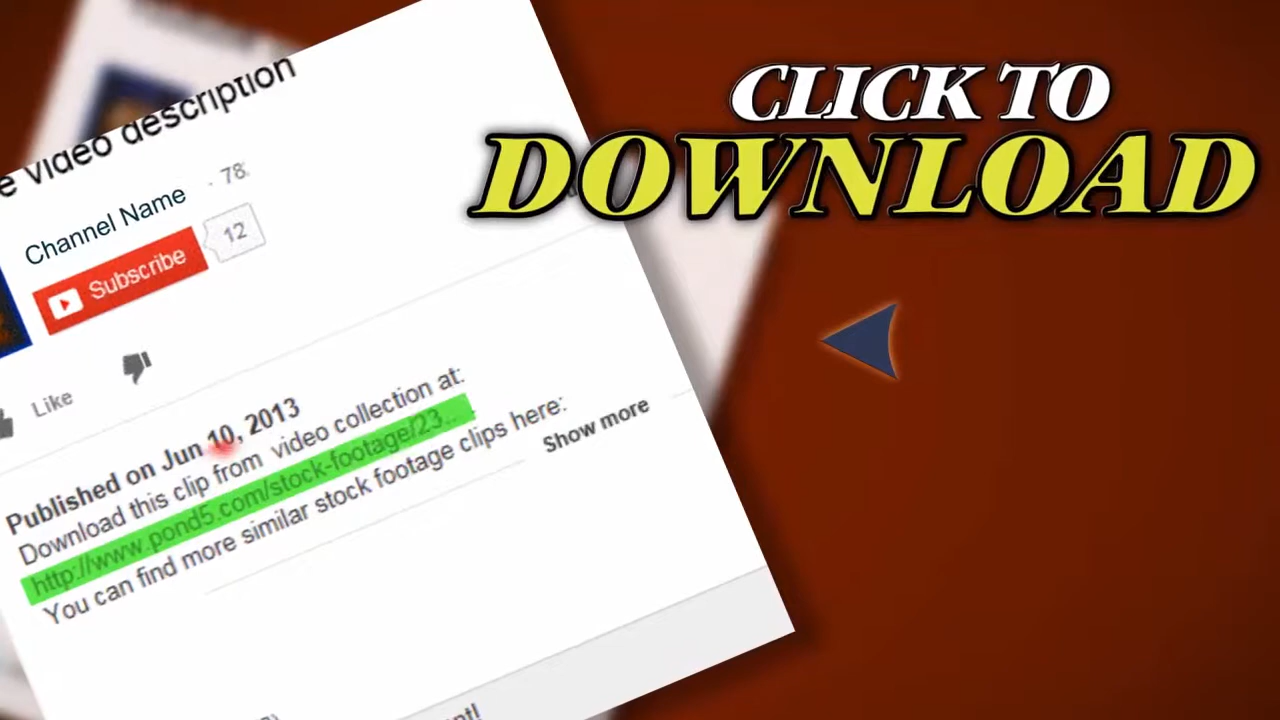 CLICK TO
DOWNLOAD
video description
Channel Name
· 78
Subscribe
12
Like
Published on Jun 10, 2013
Download this clip from video collection at:
http://www.pond5.com/stock-footage/23...
You can find more similar stock footage clips here:
Show more